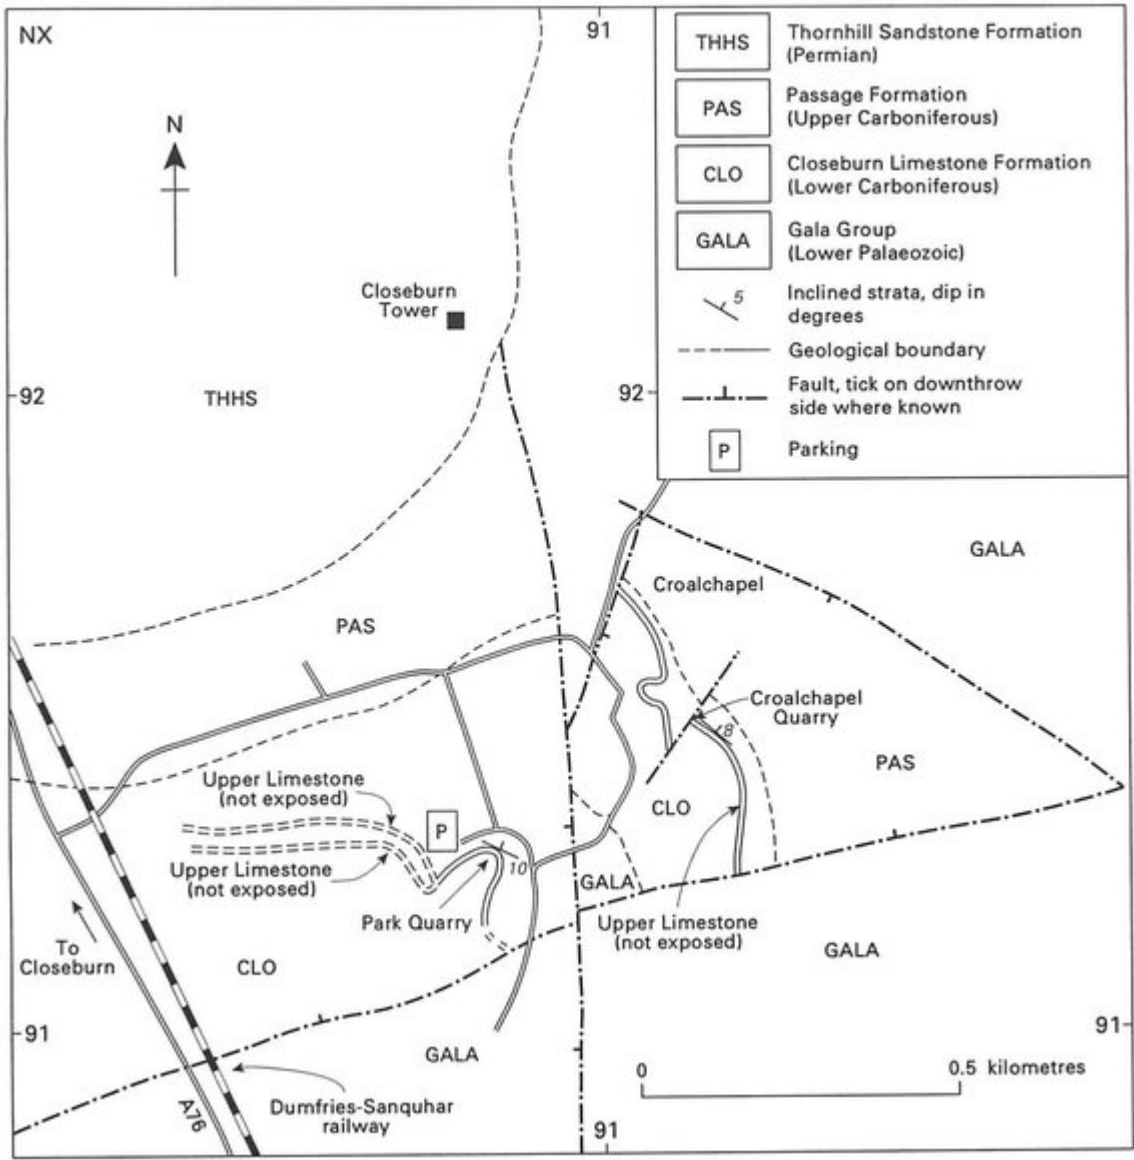 NX
91
THHS
Thornhill Sandstone Formation
(Permian)
PAS
Passage Formation
(Upper Carboniferous)
CLO
Closeburn Limestone Formation
(Lower Carboniferous)
GALA
Gala Group
(Lower Palaeozoic)
5
Inclined strata, dip in
degrees
Geological boundary
Fault, tick on downthrow
side where known
P
Parking
N
Closeburn
Tower
92
THHS
92
GALA
Croalchapel
PAS
Croalchapel
Quarry
8
PAS
Upper Limestone
(not exposed)
P
CLO
Upper Limestone
(not exposed)
10
GALA
Park Quarry
Upper Limestone
(not exposed)
To
Closeburn
CLO
GALA
91
91
GALA
0
0.5 kilometres
A76
Dumfries-Sanquhar
railway
91